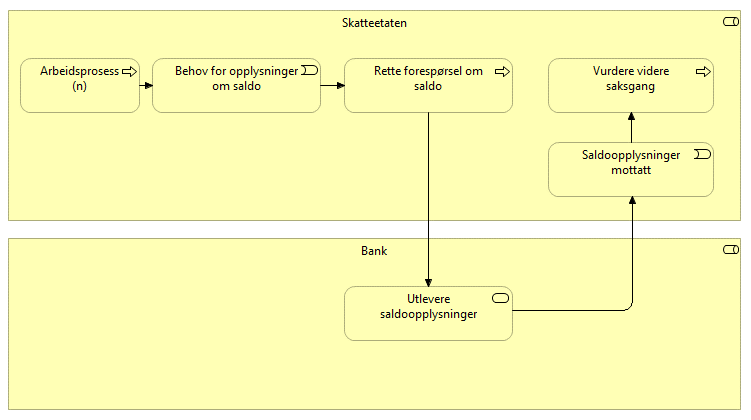 Skatteetaten
Arbeidsprosess
(n)
Behov for opplysninger
om saldo
Rette forespørsel om
saldo
Vurdere videre
saksgang
Saldoopplysninger
mottatt
Bank
Utlevere
saldoopplysninger